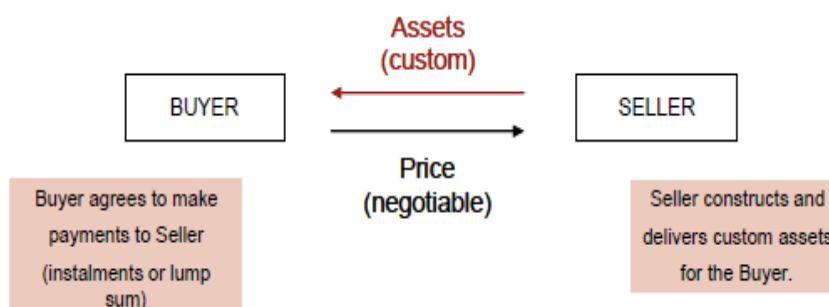 Assets
(custom)
BUYER
SELLER
Price
(negotiable)
Buyer agrees to make
payments to Seller
(instalments or lump
sum)
Seller constructs and
delivers custom assets
for the Buyer.